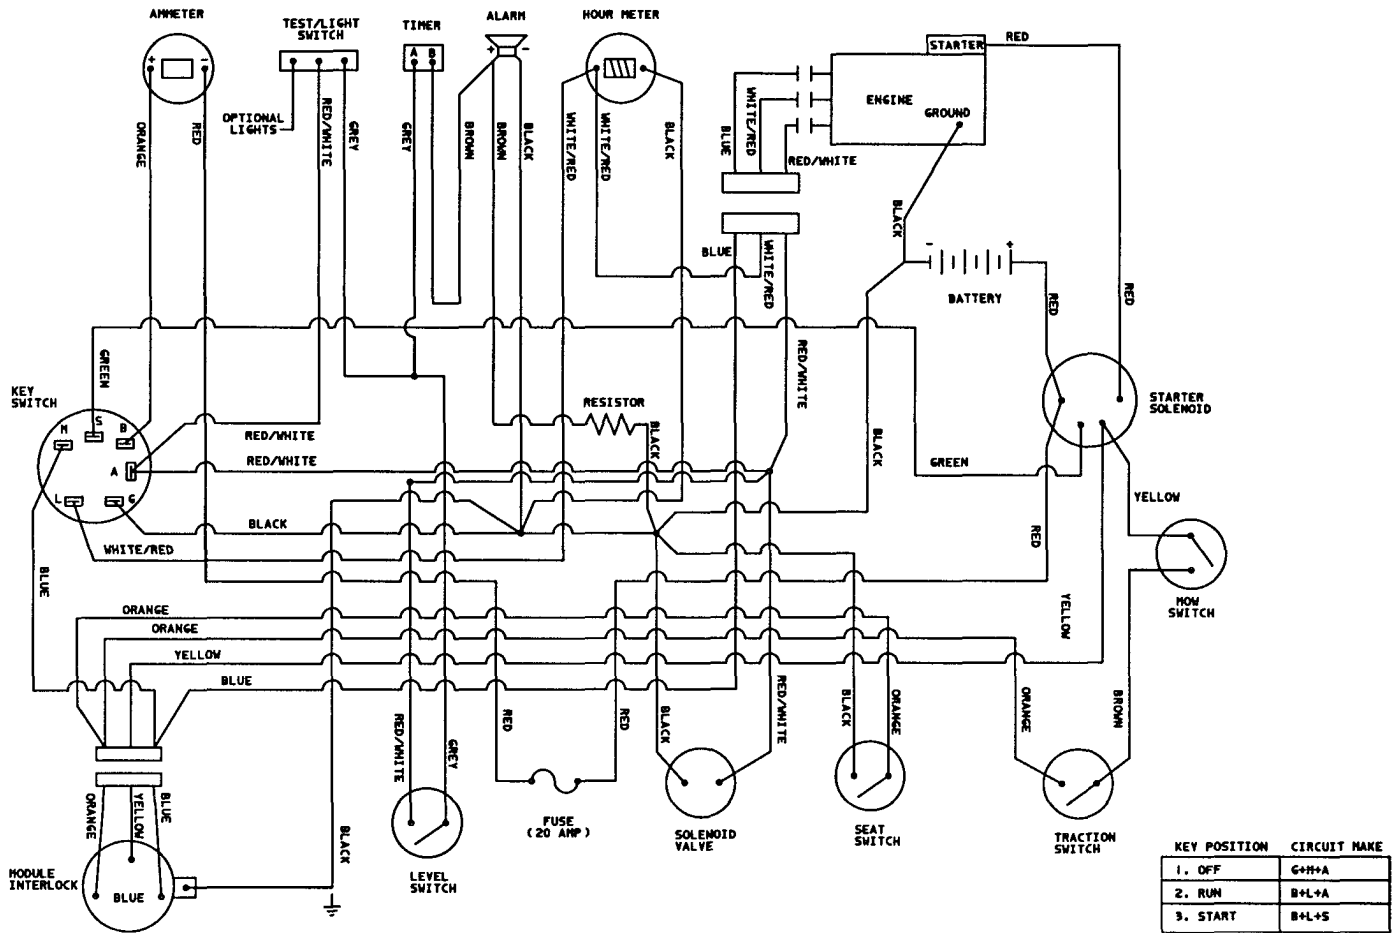 AMMETER
TEST/LIGHT
SWITCH
TIMER
ALARM
HOUR METER
STARTER
RED
+
-
A B
+ -
ENGINE
GROUND
OPTIONAL
LIGHTS
ORANGE
RED
RED/WHITE
GREY
GREY
BROWN
BROWN
BLACK
WHITE/RED
WHITE/RED
BLACK
BLUE
WHITE/RED
RED/WHITE
BLACK
BLUE
WHITE/RED
- +
BATTERY
RED
RED
GREEN
RED/WHITE
KEY
SWITCH
M
S
B
A
L
G
RESISTOR
STARTER
SOLENOID
RED/WHITE
RED/WHITE
BLACK
BLACK
GREEN
YELLOW
BLACK
WHITE/RED
BLUE
RED
YELLOW
MOW
SWITCH
ORANGE
ORANGE
YELLOW
BLUE
RED/WHITE
GREY
RED
RED
BLACK
RED/WHITE
BLACK
ORANGE
ORANGE
BROWN
ORANGE
YELLOW
BLUE
BLACK
FUSE
(20 AMP)
SOLENOID
VALVE
SEAT
SWITCH
TRACTION
SWITCH
MODULE
INTERLOCK
BLUE
LEVEL
SWITCH
KEY POSITION CIRCUIT MAKE
1. OFF G+M+A
2. RUN B+L+A
3. START B+L+S